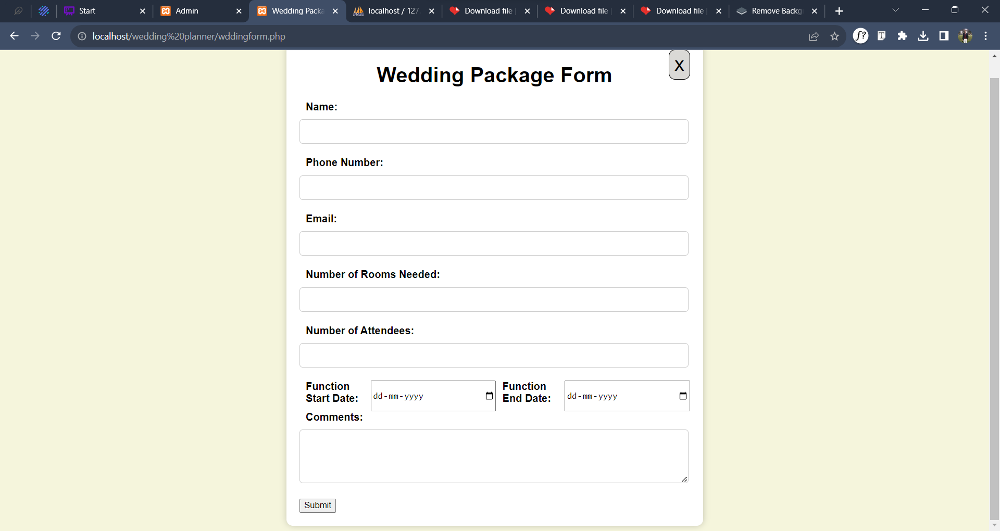 Start
Admin
Wedding Packa
localhost / 127.
Download file
Download file
Download file
Remove Backg
localhost/wedding%20planner/wddingform.php
f?
T
X
Wedding Package Form
Name:
Phone Number:
Email:
Number of Rooms Needed:
Number of Attendees:
Function Start Date:
dd-mm-yyyy
Function End Date:
dd-mm-yyyy
Comments:
Submit